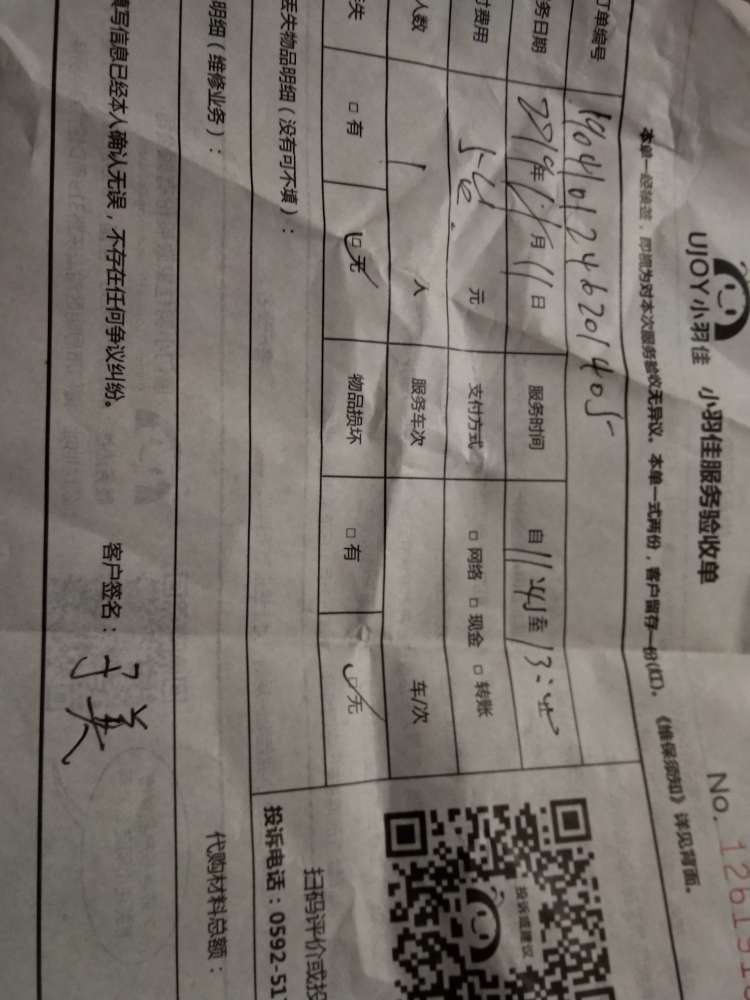 UJOY小羽佳 小羽佳服务验收单
No. 12619
本单一经签署，即视为对本次服务验收无异议。本单一式两份，客户留存一份(红)。《维保须知》详见背面。
订单编号
务日期 2019年 月11日 服务时间 自11 至13:
付费用 元 支付方式 □网络 □现金 □转账
人数 1 人 服务车次 车/次
失 □有 □无 物品损坏 □有 □无
丢失物品明细（没有可不填）：
明细（维修业务）：
代购材料总额：
填写信息已经本人确认无误，不存在任何争议纠纷。 客户签名：
投诉或建议
扫码评价或投
投诉电话：0592-517